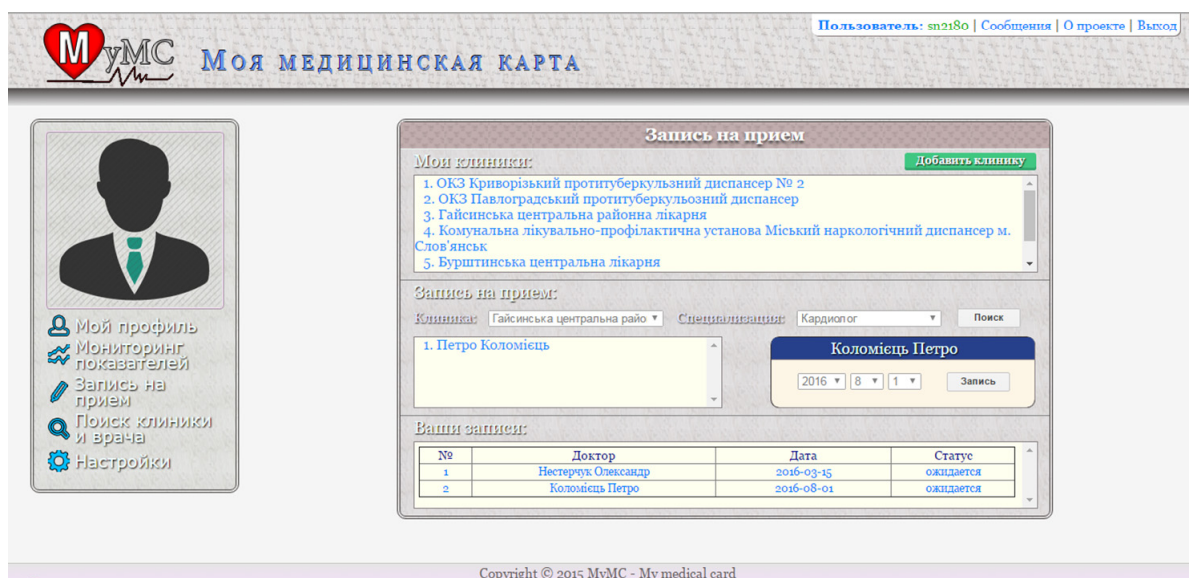 Пользователь: sn2180 | Сообщения | О проекте | Выход
MyMC Моя медицинская карта
Мой профиль
Мониторинг
показателей
Запись на
прием
Поиск клиники
и врача
Настройки
Запись на прием
Мои клиники: Добавить клинику
1. ОКЗ Криворізький протитуберкульзний диспансер № 2
2. ОКЗ Павлоградський протитуберкульозний диспансер
3. Гайсинська центральна районна лікарня
4. Комунальна лікувально-профілактична установа Міський наркологічний диспансер м.
Слов'янськ
5. Бурштинська центральна лікарня
Запись на прием:
Клиника: Гайсинська центральна райо Специализация: Кардиолог Поиск
1. Петро Коломієць
Коломієць Петро
2016 8 1 Запись
Ваши записи:
№ Доктор Дата Статус
1 Нестерчук Олександр 2016-03-15 ожидается
2 Коломієць Петро 2016-08-01 ожидается
Copyright © 2015 MyMC - My medical card